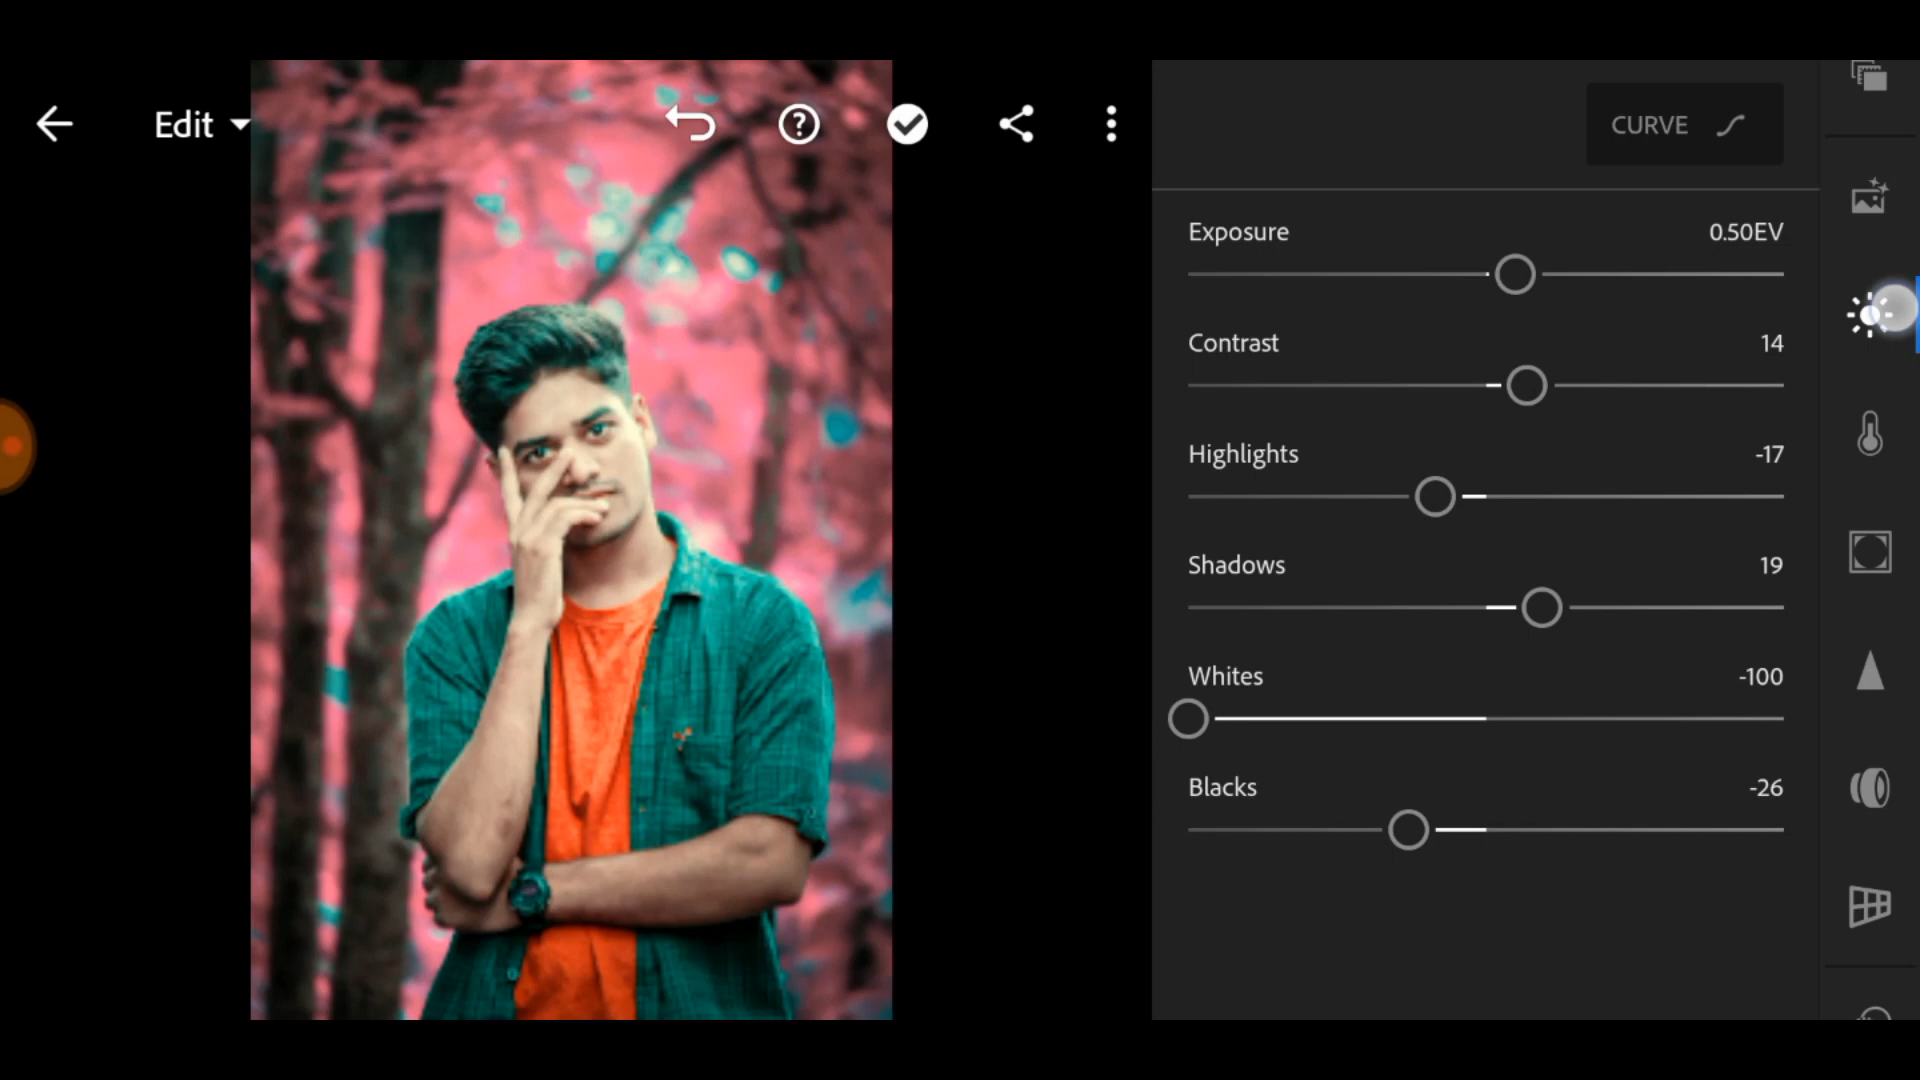 Edit
CURVE
Exposure 0.50EV
Contrast 14
Highlights -17
Shadows 19
Whites -100
Blacks -26